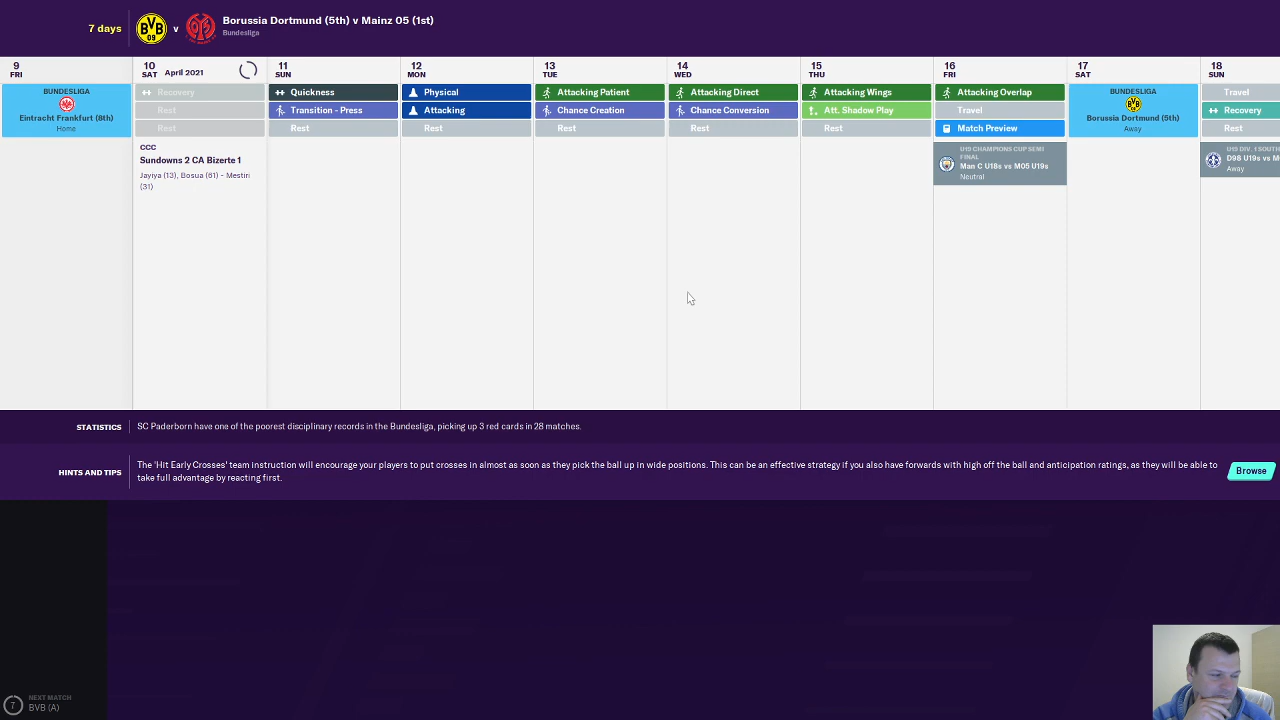 7 days
v
Borussia Dortmund (5th) v Mainz 05 (1st)
Bundesliga
9
FRI
10
SAT April 2021
11
SUN
12
MON
13
TUE
14
WED
15
THU
16
FRI
17
SAT
18
SUN
BUNDESLIGA
Eintracht Frankfurt (8th)
Home
Recovery
Rest
Rest
CCC
Sundowns 2 CA Bizerte 1
Jayiya (13), Bosua (61) - Mestiri
(31)
Quickness
Transition - Press
Rest
Physical
Attacking
Rest
Attacking Patient
Chance Creation
Rest
Attacking Direct
Chance Conversion
Rest
Attacking Wings
Att. Shadow Play
Rest
Attacking Overlap
Travel
Match Preview
U19 CHAMPIONS CUP SEMI
FINAL
Man C U18s vs M05 U19s
Neutral
BUNDESLIGA
Borussia Dortmund (5th)
Away
Travel
Recovery
Rest
U19 DIV. 1 SOUTH
D98 U19s vs M0
Away
STATISTICS
SC Paderborn have one of the poorest disciplinary records in the Bundesliga, picking up 3 red cards in 28 matches.
HINTS AND TIPS
The 'Hit Early Crosses' team instruction will encourage your players to put crosses in almost as soon as they pick the ball up in wide positions. This can be an effective strategy if you also have forwards with high off the ball and anticipation ratings, as they will be able to
take full advantage by reacting first.
Browse
7
NEXT MATCH
BVB (A)